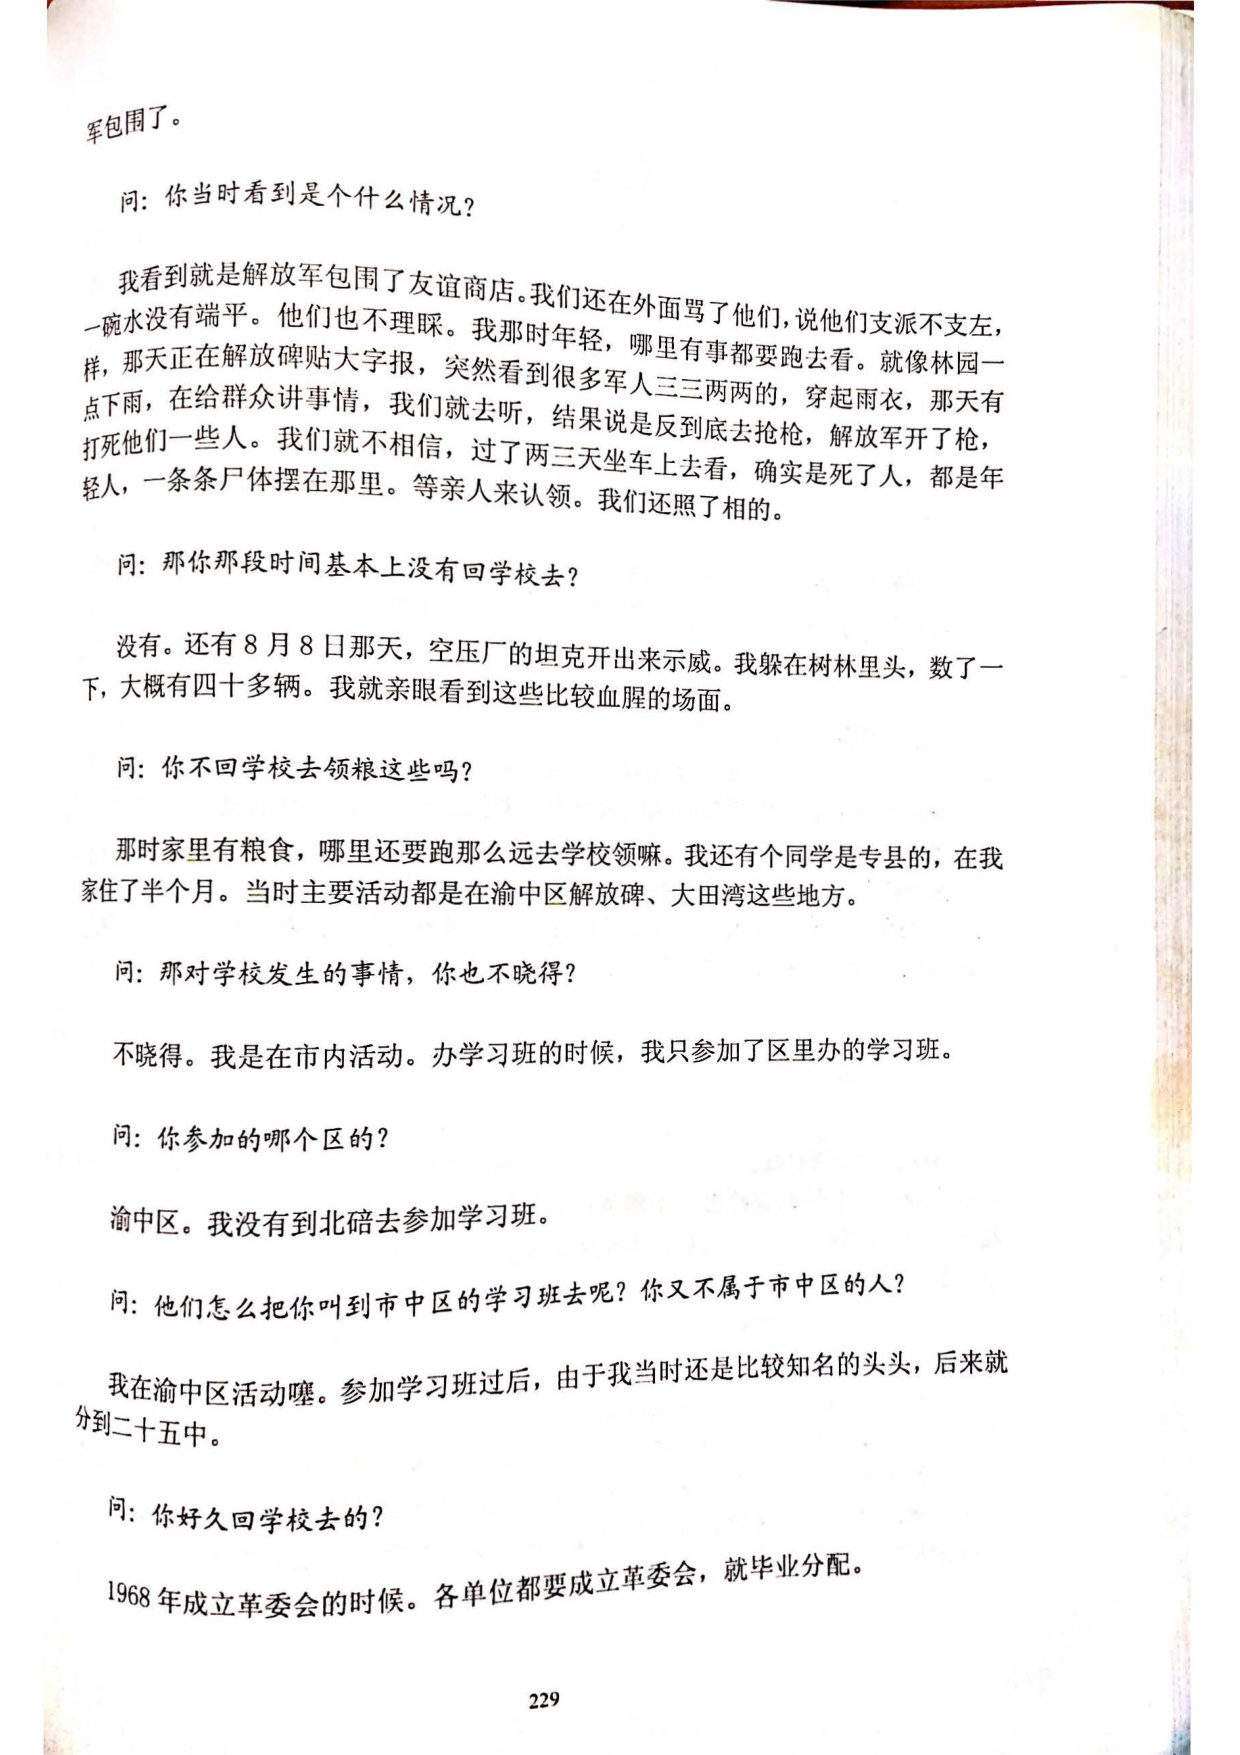 军包围了。
问：你当时看到是个什么情况？
我看到就是解放军包围了友谊商店。我们还在外面骂了他们，说他们支派不支左，
一碗水没有端平。他们也不理睬。我那时年轻，哪里有事都要跑去看。就像林园一
样，那天正在解放碑贴大字报，突然看到很多军人三三两两的，穿起雨衣，那天有
点下雨，在给群众讲事情，我们就去听，结果说是反到底去抢枪，解放军开了枪，
打死他们一些人。我们就不相信，过了两三天坐车上去看，确实是死了人，都是年
轻人，一条条尸体摆在那里。等亲人来认领。我们还照了相的。
问：那你那段时间基本上没有回学校去？
没有。还有8月8日那天，空压厂的坦克开出来示威。我躲在树林里头，数了一
下，大概有四十多辆。我就亲眼看到这些比较血腥的场面。
问：你不回学校去领粮这些吗？
那时家里有粮食，哪里还要跑那么远去学校领嘛。我还有个同学是专县的，在我
家住了半个月。当时主要活动都是在渝中区解放碑、大田湾这些地方。
问：那对学校发生的事情，你也不晓得？
不晓得。我是在市内活动。办学习班的时候，我只参加了区里办的学习班。
问：你参加的哪个区的？
渝中区。我没有到北碚去参加学习班。
问：他们怎么把你叫到市中区的学习班去呢？你又不属于市中区的人？
我在渝中区活动噻。参加学习班过后，由于我当时还是比较知名的头头，后来就
分到二十五中。
问：你好久回学校去的？
1968年成立革委会的时候。各单位都要成立革委会，就毕业分配。
229